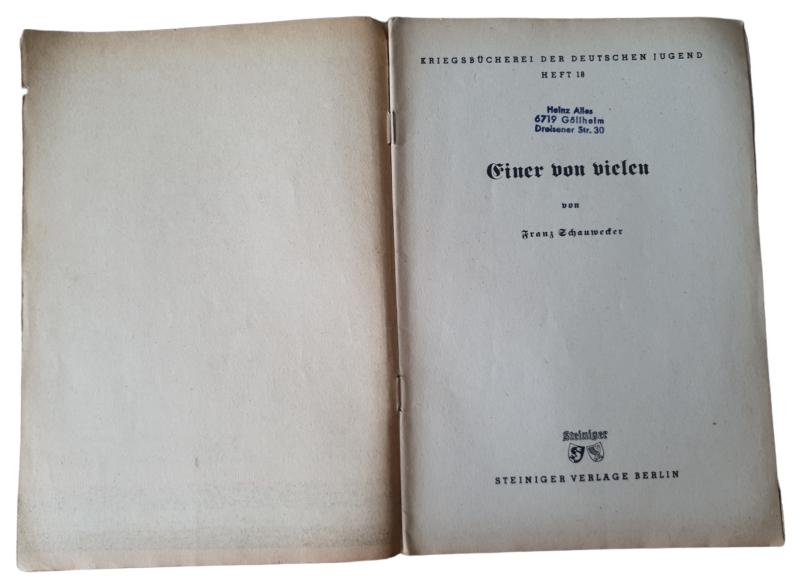 KRIEGSBÜCHEREI DER DEUTSCHEN JUGEND
HEFT 18
Heinz Alles
6719 Göllheim
Dreisener Str. 30
Einer von vielen
von
Franz Schauwecker
Steiniger
STEINIGER VERLAGE BERLIN